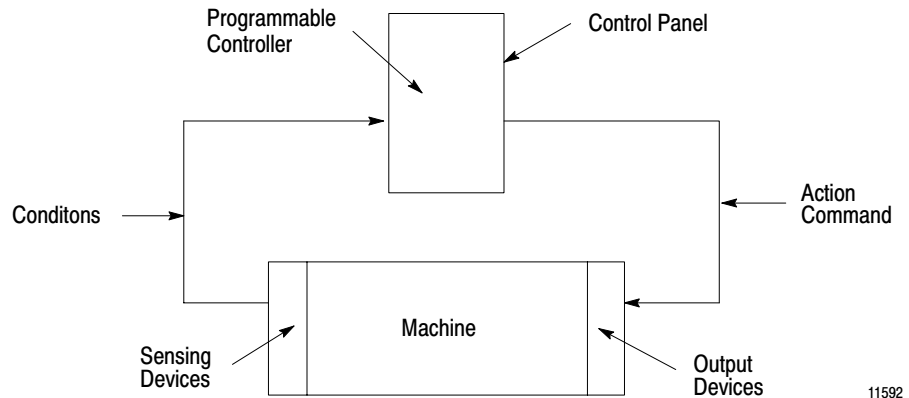 Programmable
Controller
Control Panel
Conditons
Action
Command
Machine
Sensing
Devices
Output
Devices
11592